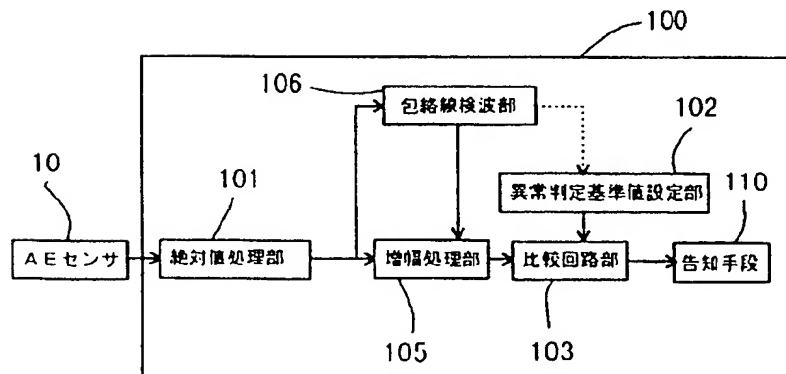 100
106
包絡線検波部
102
10
101
異常判定基準値設定部
110
AEセンサ
絶対値処理部
増幅処理部
比較回路部
告知手段
105
103